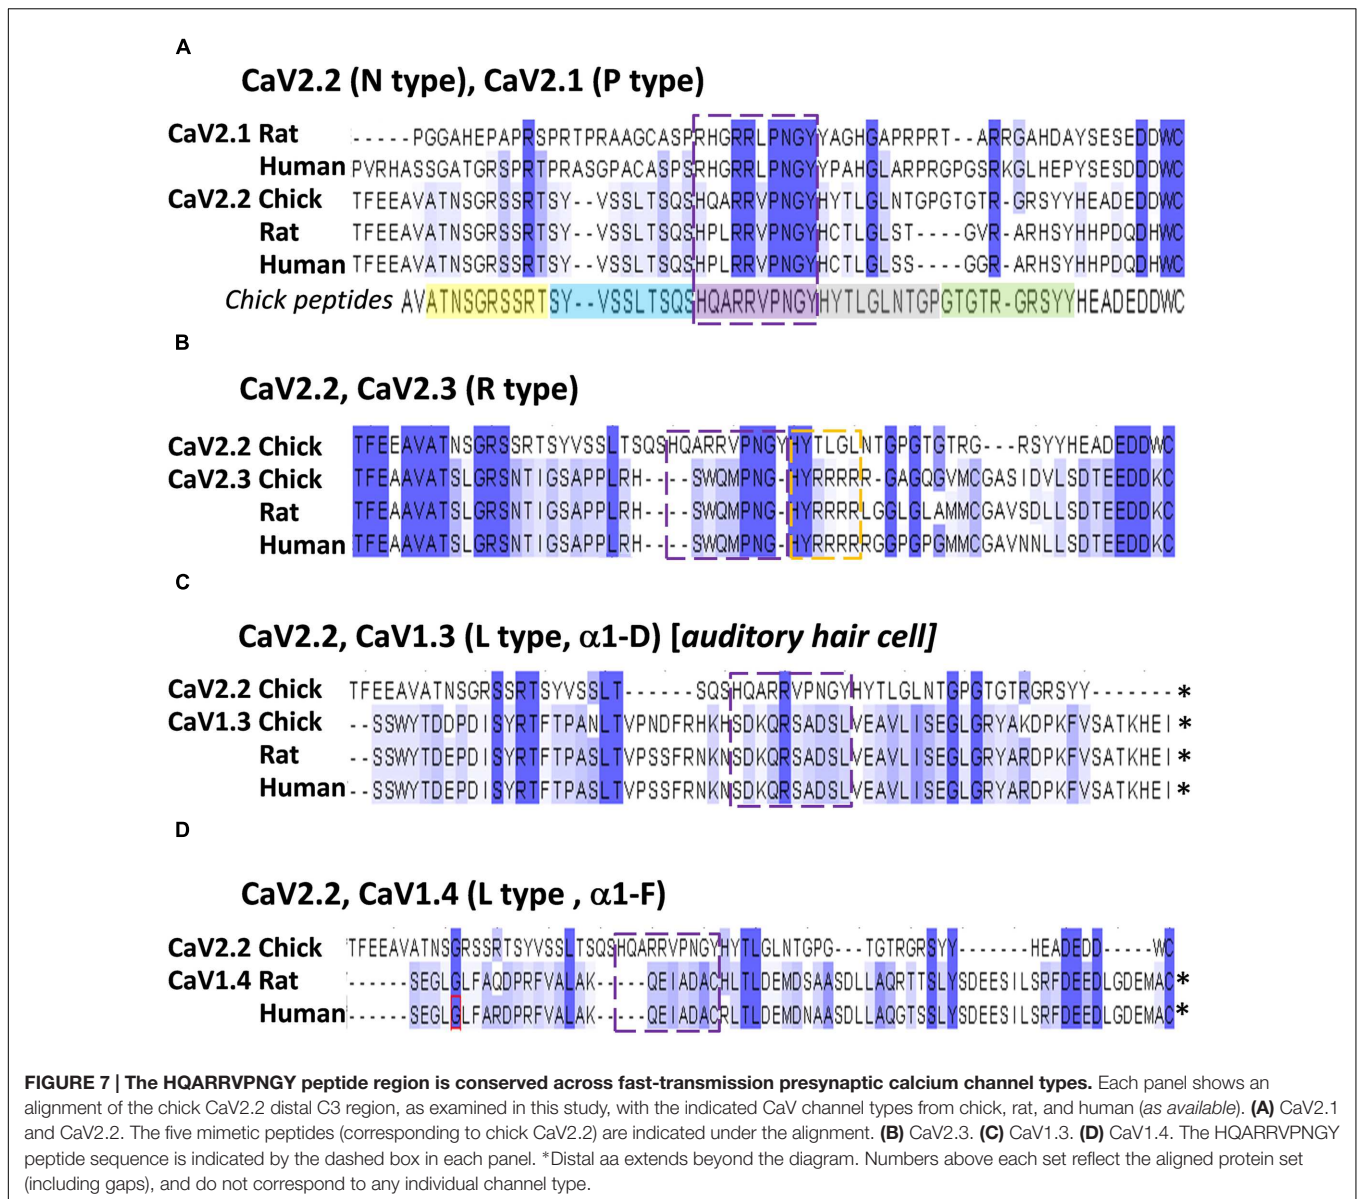 A
CaV2.2 (N type), CaV2.1 (P type)
CaV2.1 Rat -----PGGAHEPAPRSPRTPRAAGCASPRHGRRLPNGYYAGHGAPRPRT--ARRGAHDAYSESEDDWC
Human PVRHASSGATGRSPRTPRASGPACASPSRHGRRLPNGYYPAHGLARPRGPGSRKGLHEPYSESDDDWC
CaV2.2 Chick TFEEAVATNSGRSSRTSY--VSSLTSQSHQARRVPNGYHYTLGLNTGPGTGTR-GRSYYHEADEDDWC
Rat TFEEAVATNSGRSSRTSY--VSSLTSQSHPLRRVPNGYHCTLGLST----GVR-ARHSYHHPDQDHWC
Human TFEEAVATNSGRSSRTSY--VSSLTSQSHPLRRVPNGYHCTLGLSS----GGR-ARHSYHHPDQDHWC
Chick peptides AVATNSGRSSRTSY--VSSLTSQSHQARRVPNGYHYTLGLNTGPGTGTR-GRSYYHEADEDDWC
B
CaV2.2, CaV2.3 (R type)
CaV2.2 Chick TFEEAVATNSGRSSRTSYVSSLTSQSHQARRVPNGYHYTLGLNTGPGTGTRG---RSYYHEADEDDWC
CaV2.3 Chick TFEAAVATSLGRSNTIGSAPPLRH----SWQMPNG-HYRRRRR-GAGQGVMCGASIDVLSDTEEDDKC
Rat TFEAAVATSLGRSNTIGSAPPLRH----SWQMPNG-HYRRRRLGGLGLAMMCGAVSDLLSDTEEDDKC
Human TFEAAVATSLGRSNTIGSAPPLRH----SWQMPNG-HYRRRRRGGPGPGMMCGAVNNLLSDTEEDDKC
C
CaV2.2, CaV1.3 (L type, α1-D) [auditory hair cell]
CaV2.2 Chick TFEEAVATNSGRSSRTSYVSSLT------SQSHQARRVPNGYHYTLGLNTGPGTGTRGRSYY-------*
CaV1.3 Chick --SSWYTDDPDISYRTFTPANLTVPNDFRHKHSDKQRSADSLVEAVLISEGLGRYAKDPKFVSATKHEI*
Rat --SSWYTDEPDISYRTFTPASLTVPSSFRNKNSDKQRSADSLVEAVLISEGLGRYARDPKFVSATKHEI*
Human --SSWYTDEPDISYRTFTPASLTVPSSFRNKNSDKQRSADSLVEAVLISEGLGRYARDPKFVSATKHEI*
D
CaV2.2, CaV1.4 (L type , α1-F)
CaV2.2 Chick TFEEAVATNSGRSSRTSYVSSLTSQSHQARRVPNGYHYTLGLNTGPG---TGTRGRSYY-------HEADEDD-----WC
CaV1.4 Rat ------SEGLGLFAQDPRFVALAK-----QEIADACHLTLDEMDSAASDLLAQRTTSLYSDEESILSRFDEEDLGDEMAC*
Human ------SEGLGLFARDPRFVALAK-----QEIADACRLTLDEMDNAASDLLAQGTSSLYSDEESILSRFDEEDLGDEMAC*
FIGURE 7 | The HQARRVPNGY peptide region is conserved across fast-transmission presynaptic calcium channel types. Each panel shows an
alignment of the chick CaV2.2 distal C3 region, as examined in this study, with the indicated CaV channel types from chick, rat, and human (as available). (A) CaV2.1
and CaV2.2. The five mimetic peptides (corresponding to chick CaV2.2) are indicated under the alignment. (B) CaV2.3. (C) CaV1.3. (D) CaV1.4. The HQARRVPNGY
peptide sequence is indicated by the dashed box in each panel. *Distal aa extends beyond the diagram. Numbers above each set reflect the aligned protein set
(including gaps), and do not correspond to any individual channel type.